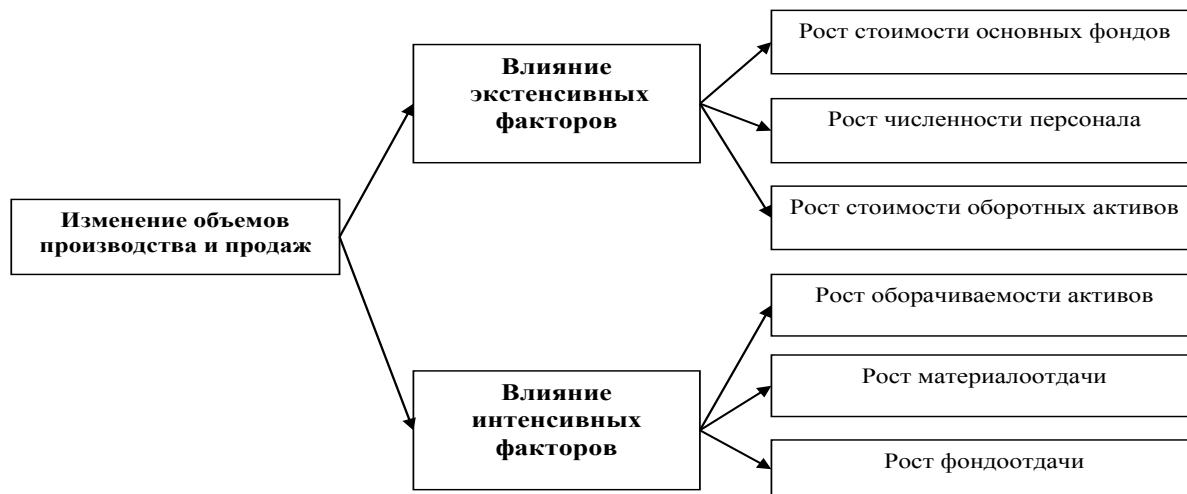 Изменение объемов
производства и продаж
Влияние
экстенсивных
факторов
Рост стоимости основных фондов
Рост численности персонала
Рост стоимости оборотных активов
Влияние
интенсивных
факторов
Рост оборачиваемости активов
Рост материалоотдачи
Рост фондоотдачи